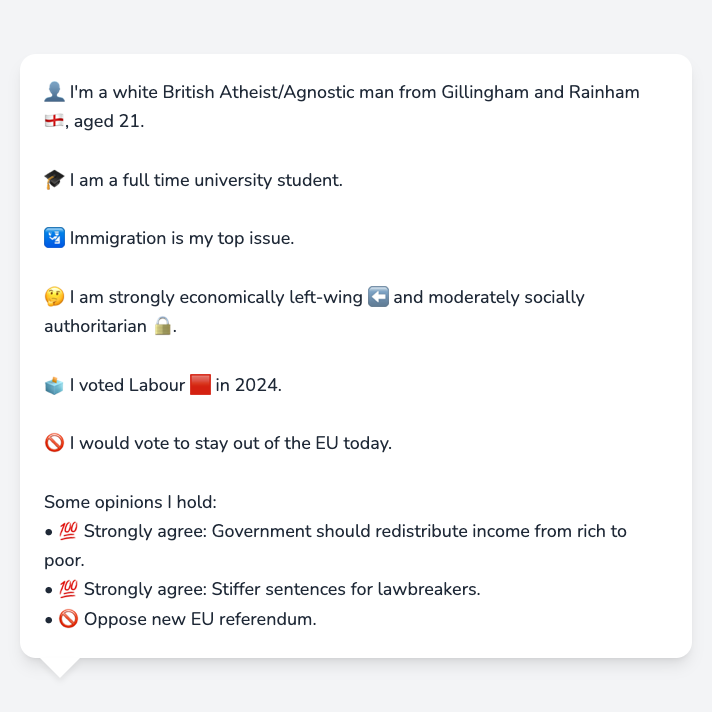 👤 I'm a white British Atheist/Agnostic man from Gillingham and Rainham
🏴󠁧󠁢󠁥󠁮󠁧󠁿, aged 21.
🎓 I am a full time university student.
🛂 Immigration is my top issue.
🤔 I am strongly economically left-wing ⬅️ and moderately socially
authoritarian 🔒.
🗳️ I voted Labour 🟥 in 2024.
🚫 I would vote to stay out of the EU today.
Some opinions I hold:
• 💯 Strongly agree: Government should redistribute income from rich to
poor.
• 💯 Strongly agree: Stiffer sentences for lawbreakers.
• 🚫 Oppose new EU referendum.